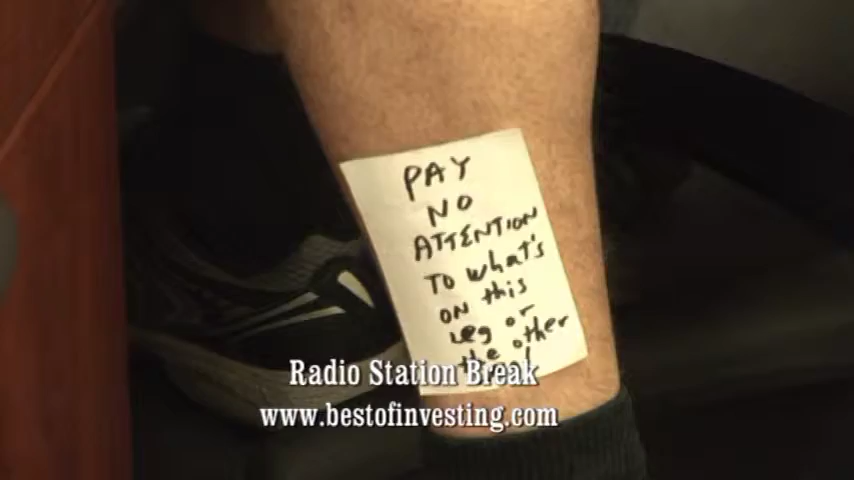 PAY
NO
ATTENTION
TO what's
ON this
Leg or
the other
Radio Station Break
www.bestofinvesting.com